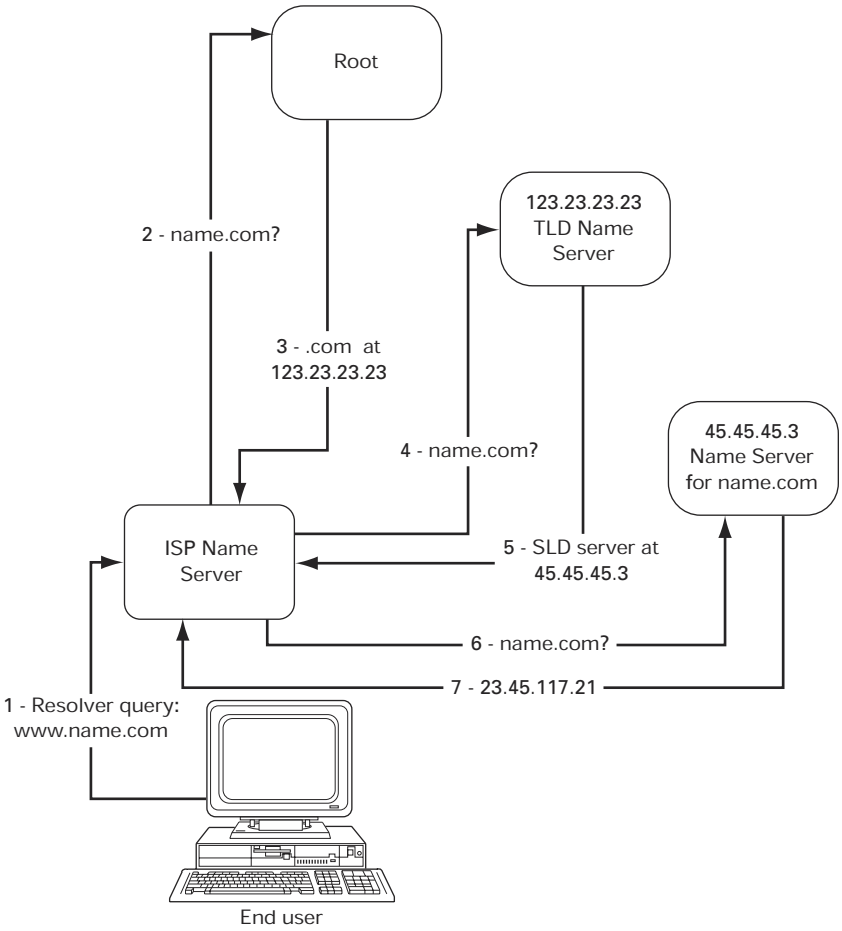 Root
123.23.23.23
TLD Name
Server
2 - name.com?
3 - .com at
123.23.23.23
45.45.45.3
Name Server
for name.com
4 - name.com?
ISP Name
Server
5 - SLD server at
45.45.45.3
6 - name.com?
7 - 23.45.117.21
1 - Resolver query:
www.name.com
End user